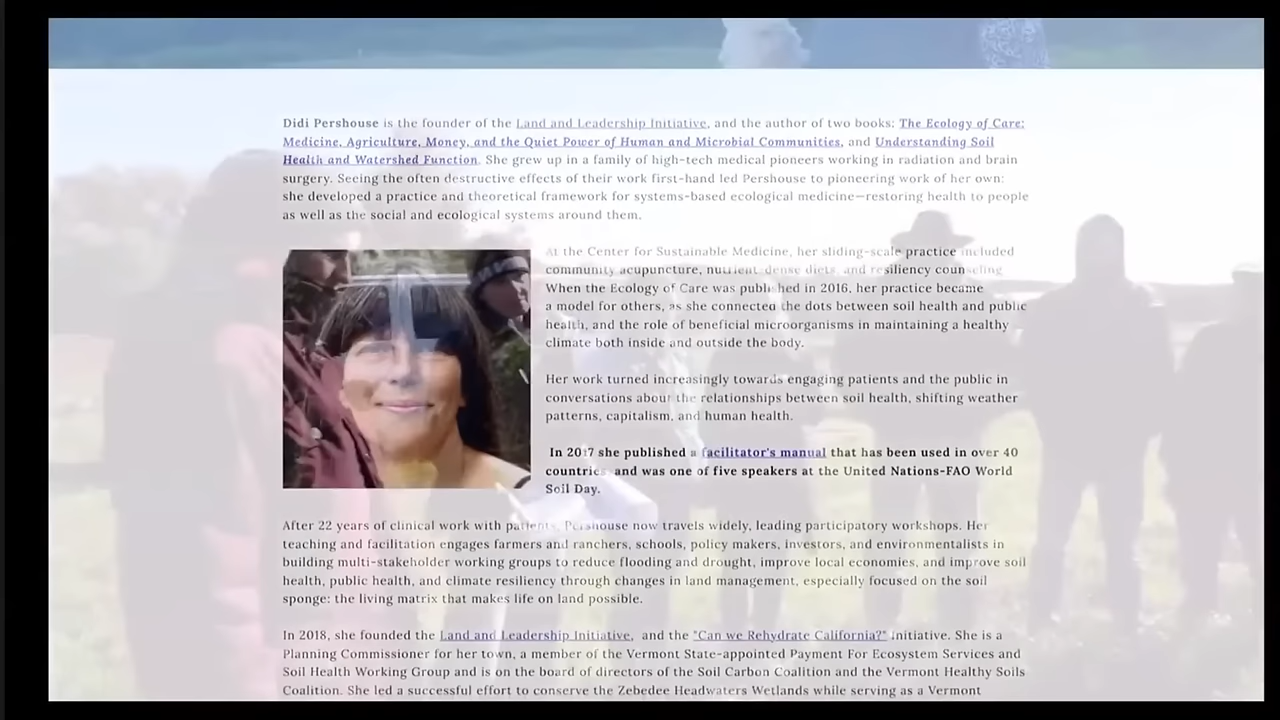 Didi Pershouse is the founder of the Land and Leadership Initiative, and the author of two books: The Ecology of Care:
Medicine, Agriculture, Money, and the Quiet Power of Human and Microbial Communities, and Understanding Soil
Health and Watershed Function. She grew up in a family of high-tech medical pioneers working in radiation and brain
surgery. Seeing the often destructive effects of their work first-hand led Pershouse to pioneering work of her own:
she developed a practice and theoretical framework for systems-based ecological medicine—restoring health to people
as well as the social and ecological systems around them.
At the Center for Sustainable Medicine, her sliding-scale practice included
community acupuncture, nutrient-dense diets, and resiliency counseling
When the Ecology of Care was published in 2016, her practice became
a model for others, as she connected the dots between soil health and public
health, and the role of beneficial microorganisms in maintaining a healthy
climate both inside and outside the body.
Her work turned increasingly towards engaging patients and the public in
conversations about the relationships between soil health, shifting weather
patterns, capitalism, and human health.
In 2017 she published a facilitator's manual that has been used in over 40
countries and was one of five speakers at the United Nations-FAO World
Soil Day.
After 22 years of clinical work with patients, Pershouse now travels widely, leading participatory workshops. Her
teaching and facilitation engages farmers and ranchers, schools, policy makers, investors, and environmentalists in
building multi-stakeholder working groups to reduce flooding and drought, improve local economies, and improve soil
health, public health, and climate resiliency through changes in land management, especially focused on the soil
sponge: the living matrix that makes life on land possible.
In 2018, she founded the Land and Leadership Initiative, and the "Can we Rehydrate California?" initiative. She is a
Planning Commissioner for her town, a member of the Vermont State-appointed Payment For Ecosystem Services and
Soil Health Working Group and is on the board of directors of the Soil Carbon Coalition and the Vermont Healthy Soils
Coalition. She led a successful effort to conserve the Zebedee Headwaters Wetlands while serving as a Vermont